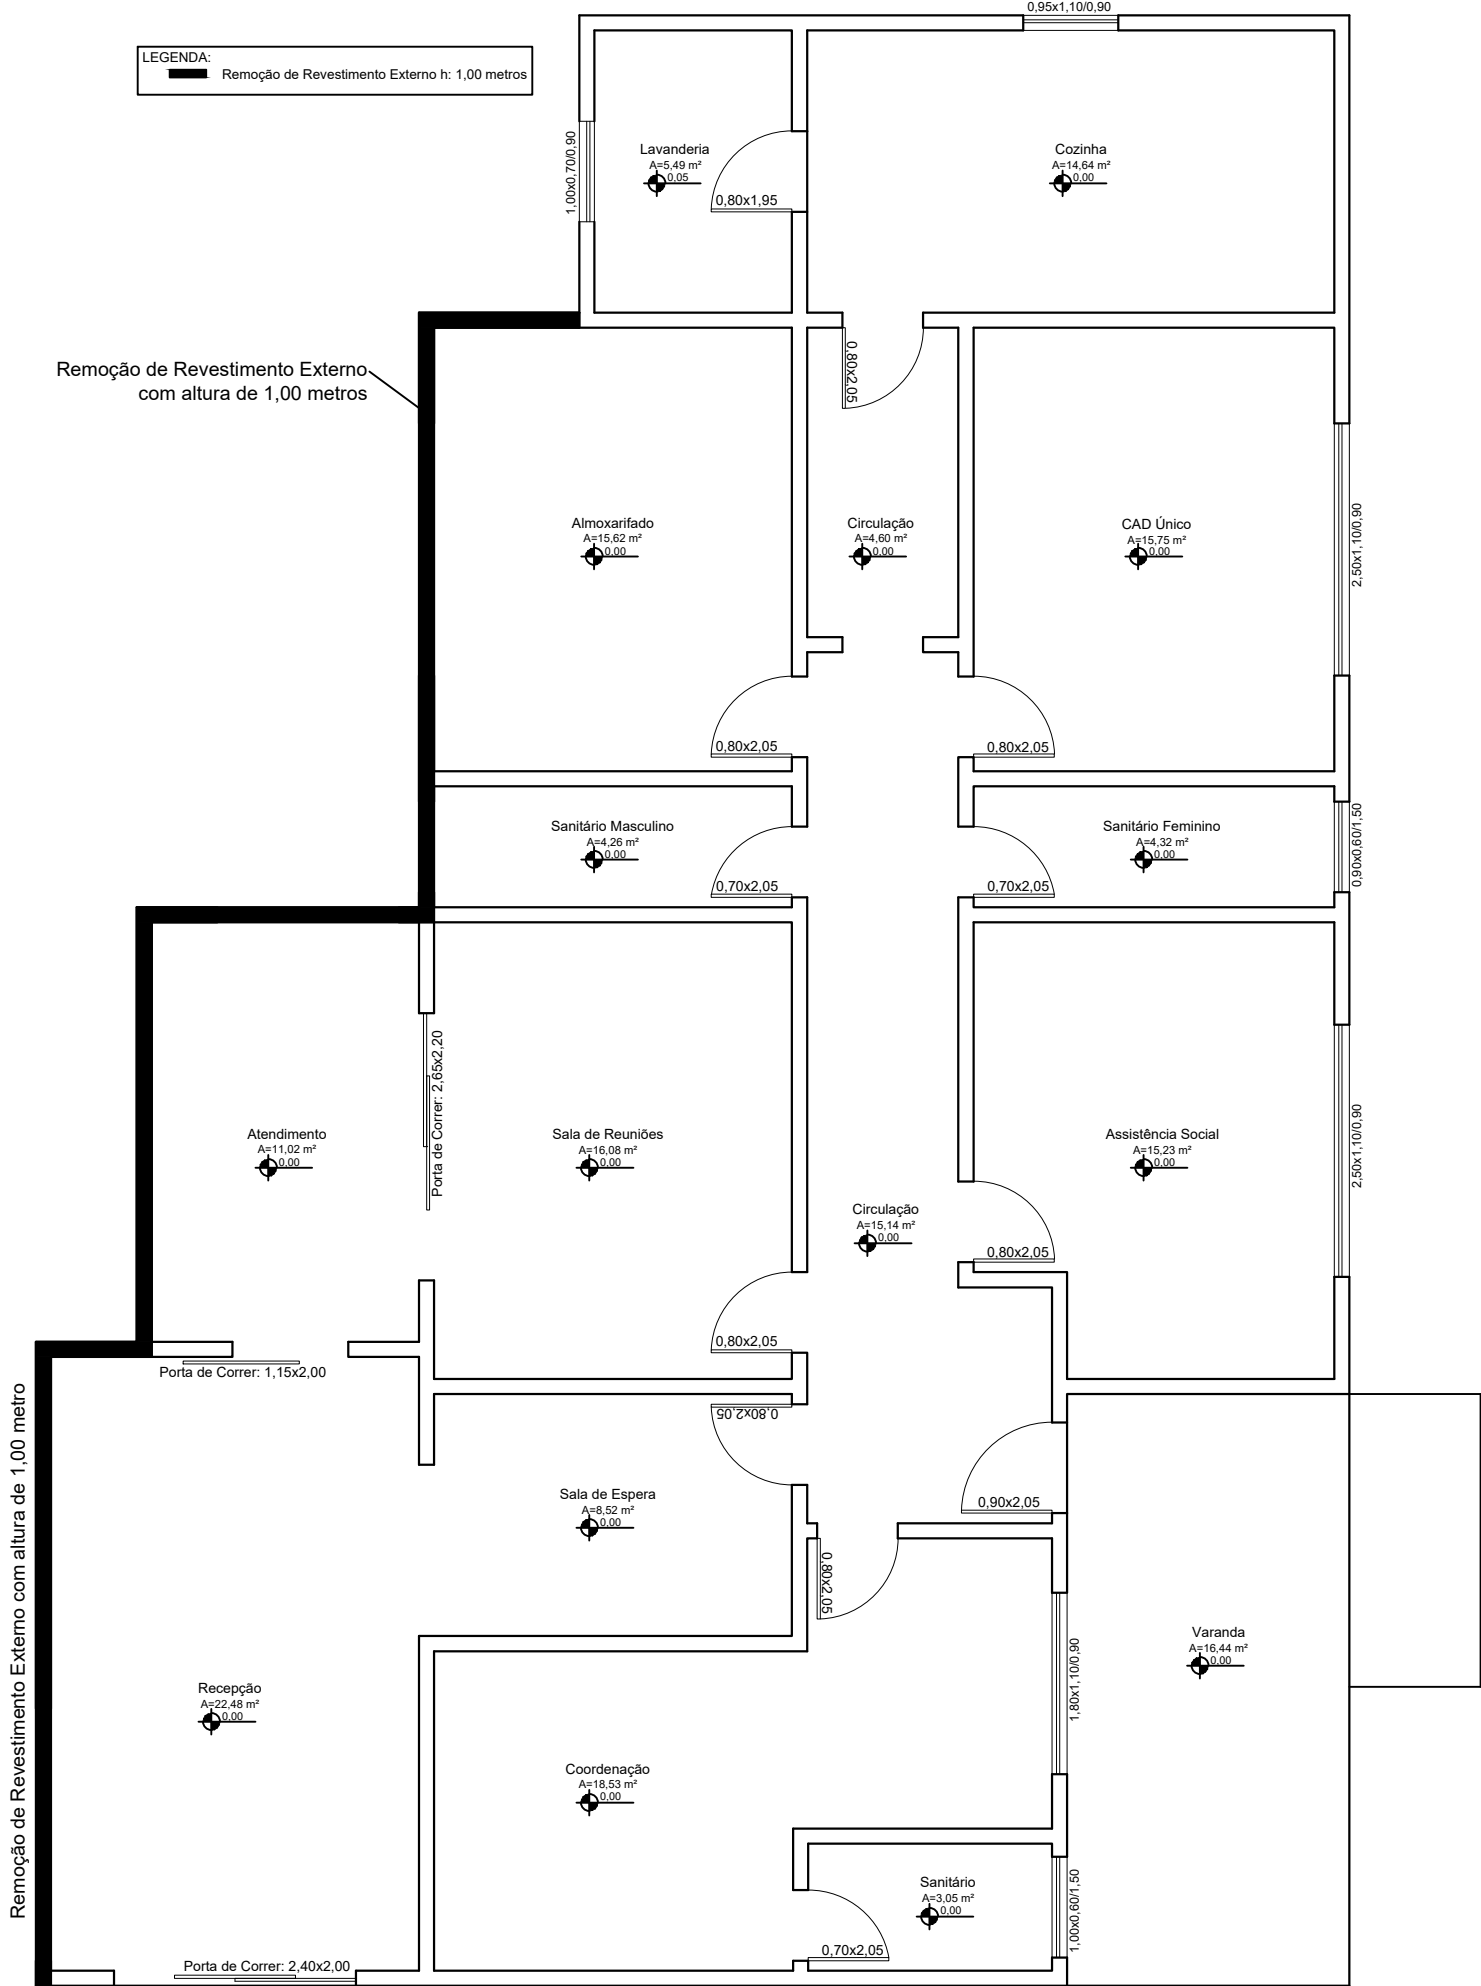 0,95x1,10/0,90
LEGENDA:
Remoção de Revestimento Externo h: 1,00 metros
1,00x0,70/0,90
Lavanderia
A=5,49 m²
0,05
0,80x1,95
Cozinha
A=14,64 m²
0,00
Remoção de Revestimento Externo
com altura de 1,00 metros
0,80x2,05
Almoxarifado
A=15,62 m²
0,00
Circulação
A=4,60 m²
0,00
CAD Único
A=15,75 m²
0,00
2,50x1,10/0,90
0,80x2,05
0,80x2,05
Sanitário Masculino
A=4,26 m²
0,00
0,70x2,05
Sanitário Feminino
A=4,32 m²
0,00
0,70x2,05
0,90x0,60/1,50
Atendimento
A=11,02 m²
0,00
Porta de Correr: 2,65x2,20
Sala de Reuniões
A=16,08 m²
0,00
Assistência Social
A=15,23 m²
0,00
2,50x1,10/0,90
Circulação
A=15,14 m²
0,00
0,80x2,05
0,80x2,05
Porta de Correr: 1,15x2,00
0,80x2,05
Remoção de Revestimento Externo com altura de 1,00 metro
Sala de Espera
A=8,52 m²
0,00
0,90x2,05
0,80x2,05
Varanda
A=16,44 m²
0,00
1,80x1,10/0,90
Recepção
A=22,48 m²
0,00
Coordenação
A=18,53 m²
0,00
Sanitário
A=3,05 m²
0,00
1,00x0,60/1,50
0,70x2,05
Porta de Correr: 2,40x2,00